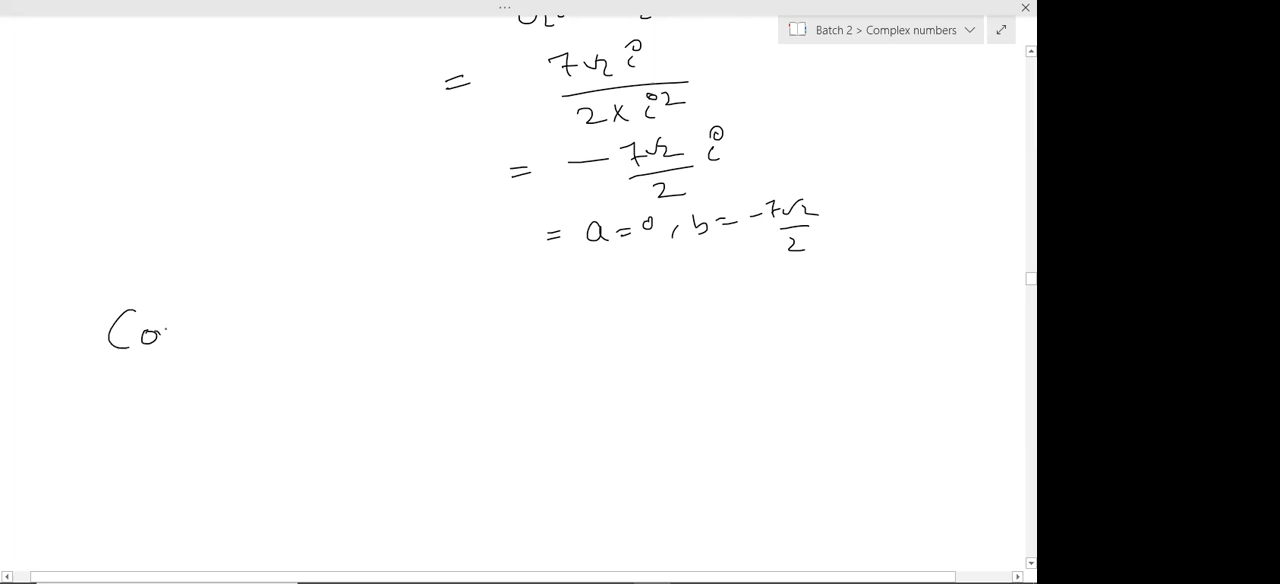 Batch 2 > Complex numbers
= 7√2 i / 2 × i²
= − 7√2 / 2 i
= a = 0, b = −7√2 / 2
Co